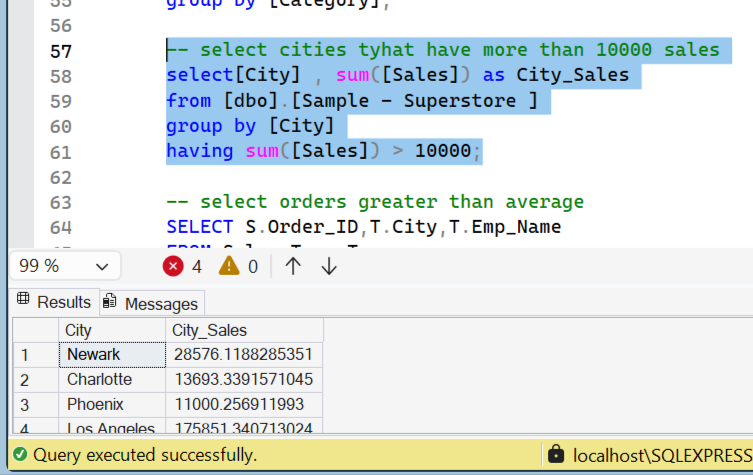 55 group by [Category],
56
57 -- select cities tyhat have more than 10000 sales
58 select[City] , sum([Sales]) as City_Sales
59 from [dbo].[Sample - Superstore ]
60 group by [City]
61 having sum([Sales]) > 10000;
62
63 -- select orders greater than average
64 SELECT S.Order_ID,T.City,T.Emp_Name
99 % 4 0
Results Messages
City City_Sales
1 Newark 28576.1188285351
2 Charlotte 13693.3391571045
3 Phoenix 11000.256911993
4 Los Angeles 175851.340713024
Query executed successfully. localhost\SQLEXPRESS